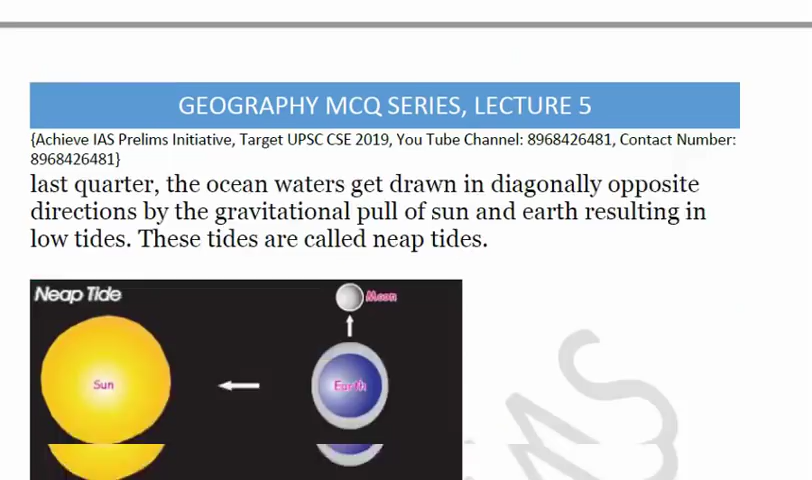 GEOGRAPHY MCQ SERIES, LECTURE 5
{Achieve IAS Prelims Initiative, Target UPSC CSE 2019, You Tube Channel: 8968426481, Contact Number:
8968426481}
last quarter, the ocean waters get drawn in diagonally opposite
directions by the gravitational pull of sun and earth resulting in
low tides. These tides are called neap tides.
Neap Tide
Moon
Sun
Earth